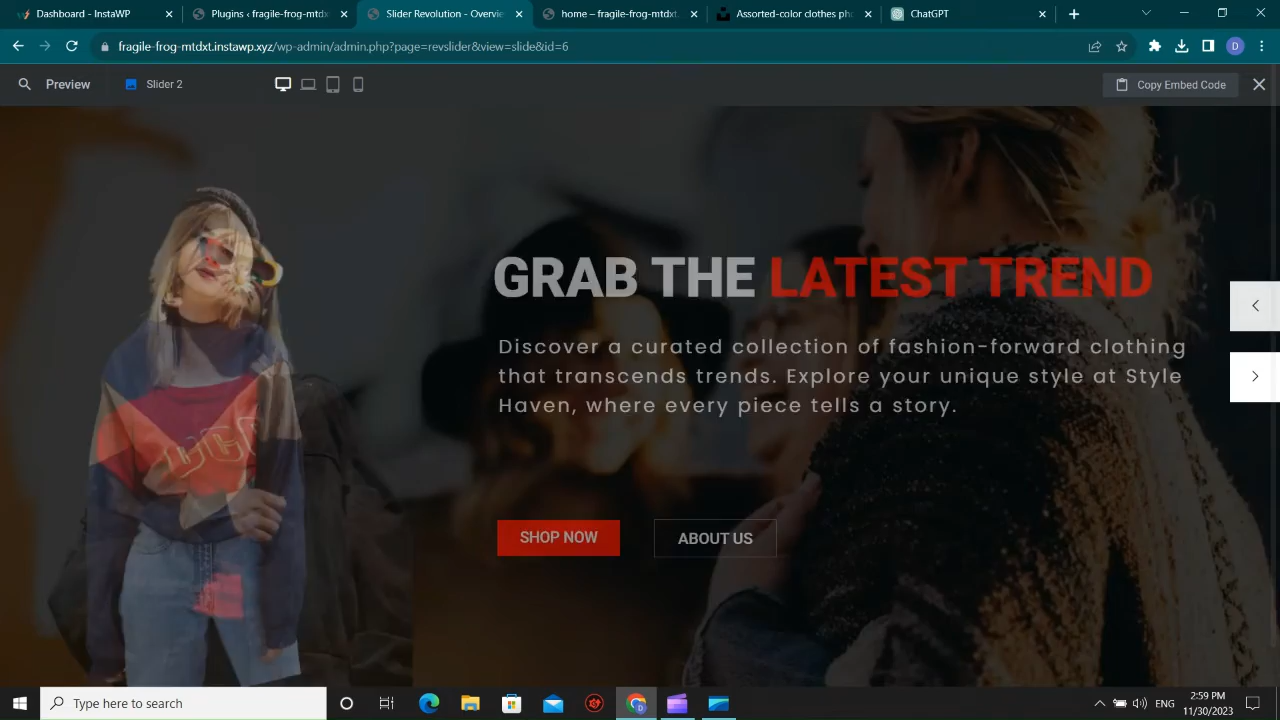 Dashboard - InstaWP
Plugins ‹ fragile-frog-mtdx
Slider Revolution - Overvie
home – fragile-frog-mtdxt.
Assorted-color clothes pho
ChatGPT
fragile-frog-mtdxt.instawp.xyz/wp-admin/admin.php?page=revslider&view=slide&id=6
D
Preview
Slider 2
Copy Embed Code
GRAB THE LATEST TREND
Discover a curated collection of fashion-forward clothing
that transcends trends. Explore your unique style at Style
Haven, where every piece tells a story.
SHOP NOW
ABOUT US
Type here to search
ENG
2:59 PM
11/30/2023